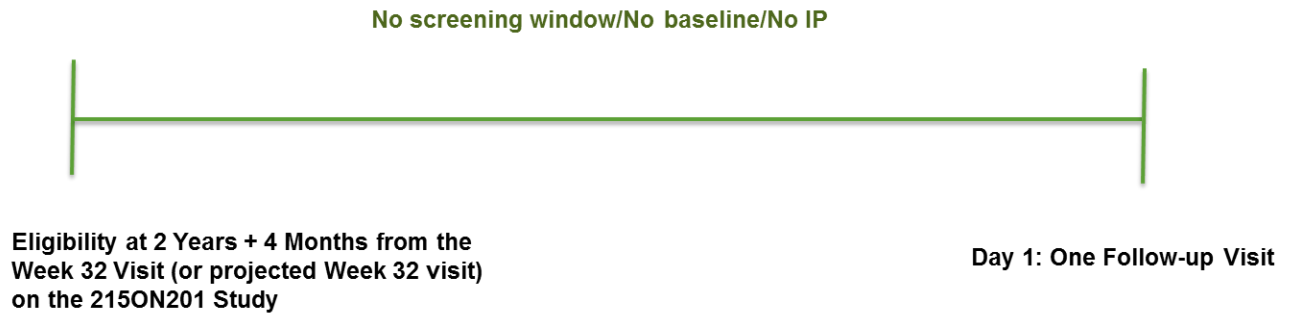 No screening window/No baseline/No IP
Eligibility at 2 Years + 4 Months from the
Week 32 Visit (or projected Week 32 visit)
on the 215ON201 Study
Day 1: One Follow-up Visit